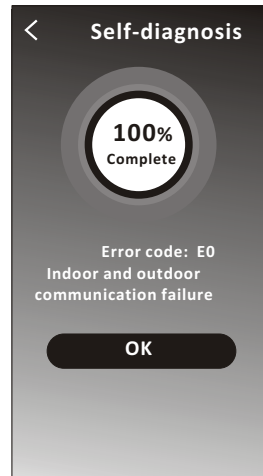 Self-diagnosis
100%
Complete
Error code: E0
Indoor and outdoor
communication failure
OK